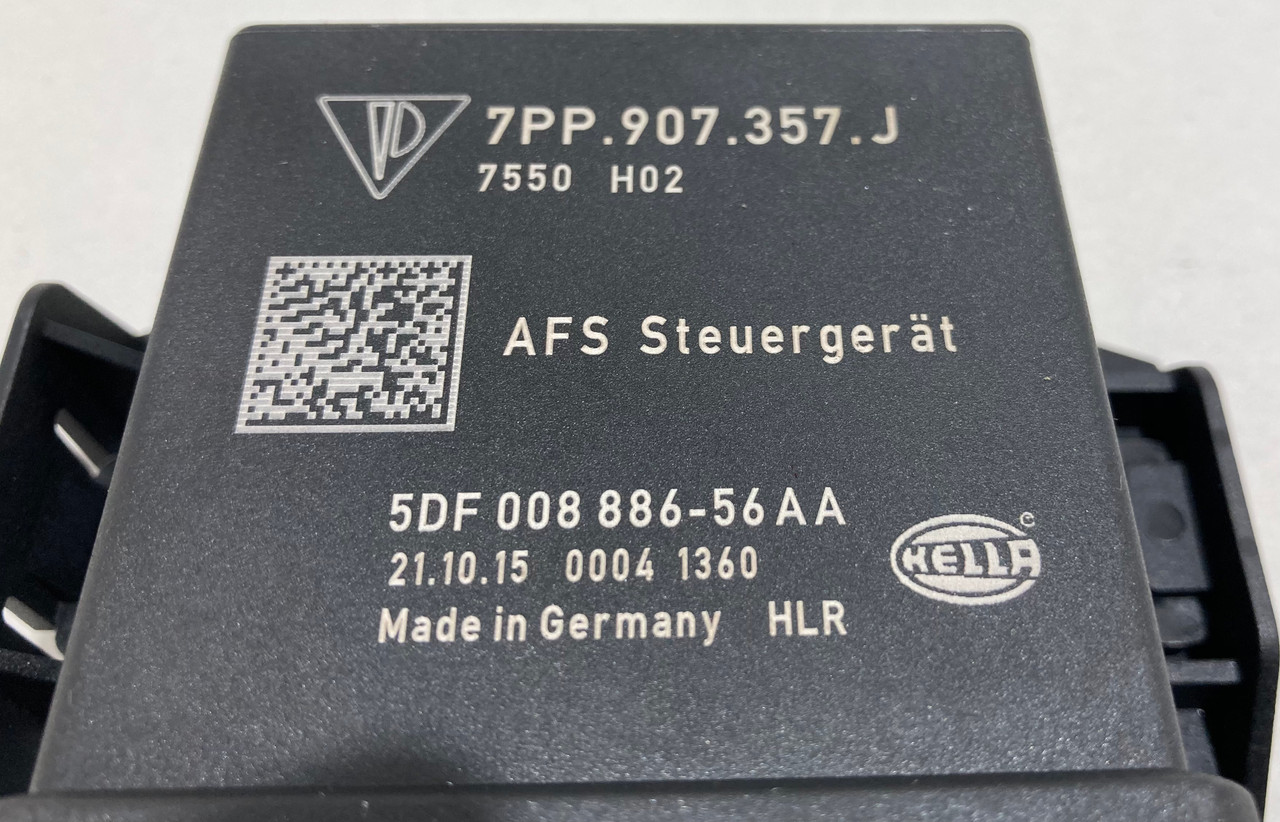 7PP.907.357.J
7550 H02
AFS Steuergerät
5DF 008 886-56AA
21.10.15 0004 1360
Made in Germany HLR
HELLA ©